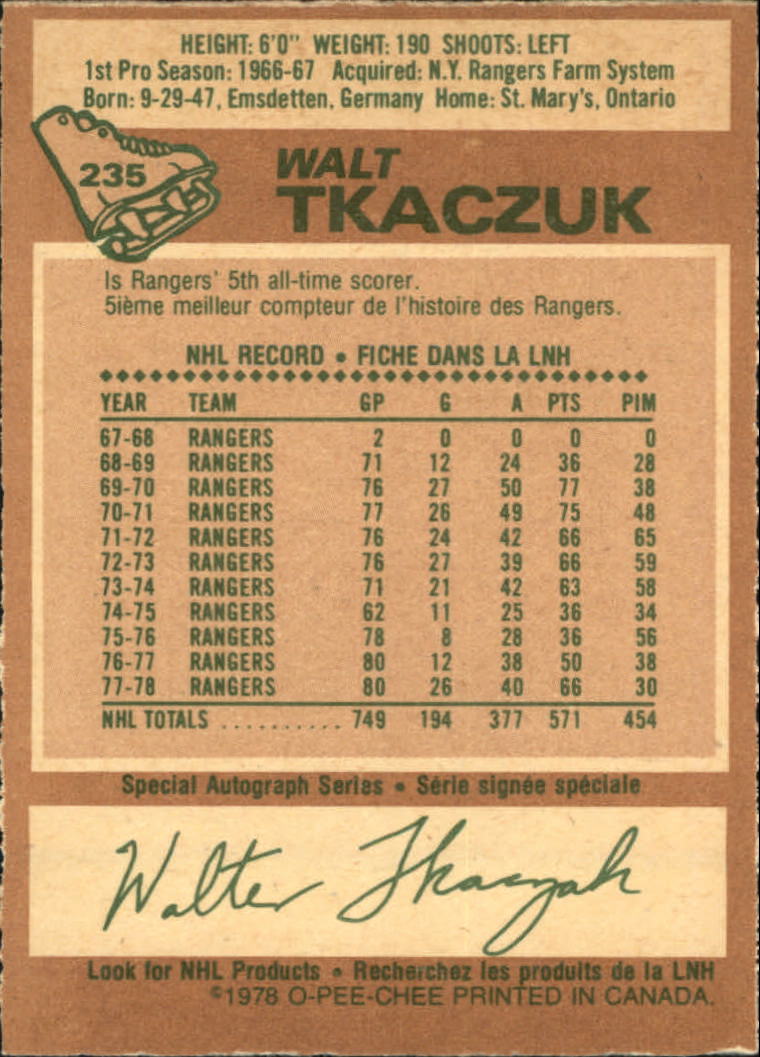 HEIGHT: 6'0" WEIGHT: 190 SHOOTS: LEFT
1st Pro Season: 1966-67 Acquired: N.Y. Rangers Farm System
Born: 9-29-47, Emsdetten, Germany Home: St. Mary's, Ontario
235
WALT
TKACZUK
Is Rangers' 5th all-time scorer.
5ième meilleur compteur de l'histoire des Rangers.
NHL RECORD • FICHE DANS LA LNH
YEAR TEAM GP G A PTS PIM
67-68 RANGERS 2 0 0 0 0
68-69 RANGERS 71 12 24 36 28
69-70 RANGERS 76 27 50 77 38
70-71 RANGERS 77 26 49 75 48
71-72 RANGERS 76 24 42 66 65
72-73 RANGERS 76 27 39 66 59
73-74 RANGERS 71 21 42 63 58
74-75 RANGERS 62 11 25 36 34
75-76 RANGERS 78 8 28 36 56
76-77 RANGERS 80 12 38 50 38
77-78 RANGERS 80 26 40 66 30
NHL TOTALS .......... 749 194 377 571 454
Special Autograph Series • Série signée spéciale
Walter Tkaczuk
Look for NHL Products • Recherchez les produits de la LNH
©1978 O-PEE-CHEE PRINTED IN CANADA.